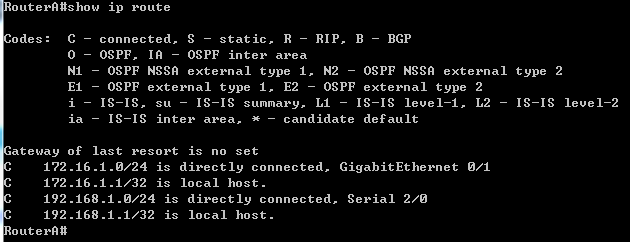 RouterA#show ip route
Codes:  C - connected, S - static, R - RIP, B - BGP
        O - OSPF, IA - OSPF inter area
        N1 - OSPF NSSA external type 1, N2 - OSPF NSSA external type 2
        E1 - OSPF external type 1, E2 - OSPF external type 2
        i - IS-IS, su - IS-IS summary, L1 - IS-IS level-1, L2 - IS-IS level-2
        ia - IS-IS inter area, * - candidate default
Gateway of last resort is no set
C    172.16.1.0/24 is directly connected, GigabitEthernet 0/1
C    172.16.1.1/32 is local host.
C    192.168.1.0/24 is directly connected, Serial 2/0
C    192.168.1.1/32 is local host.
RouterA#